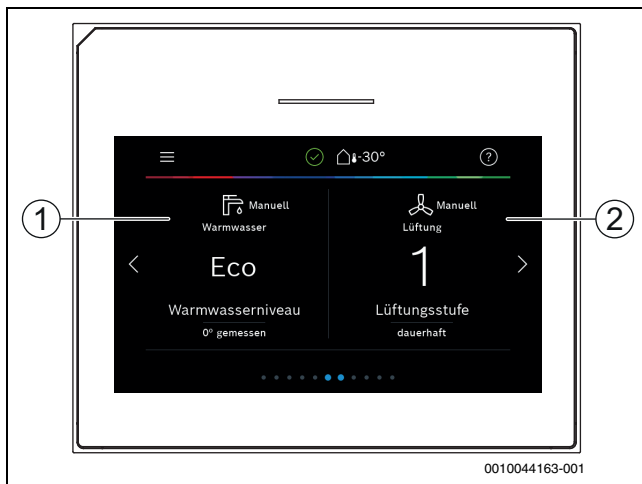 -30° ?
Manuell Manuell
Warmwasser Lüftung
1 2
Eco 1
Warmwasserniveau Lüftungsstufe
0° gemessen dauerhaft
0010044163-001